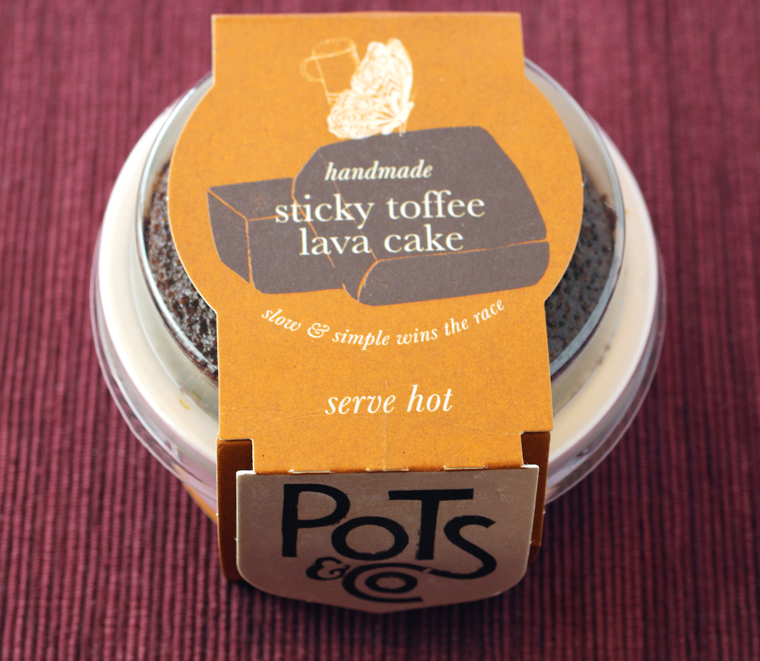 handmade
sticky toffee
lava cake
slow & simple wins the race
serve hot
POTS
& Co